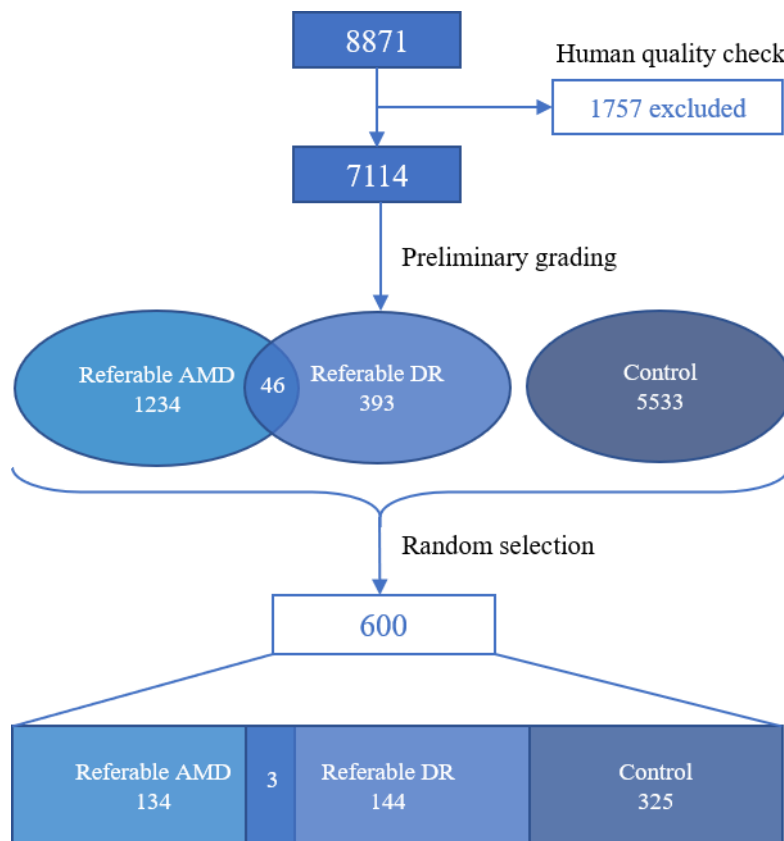 8871
Human quality check
1757 excluded
7114
Preliminary grading
Referable AMD
1234
46
Referable DR
393
Control
5533
Random selection
600
Referable AMD
134
3
Referable DR
144
Control
325